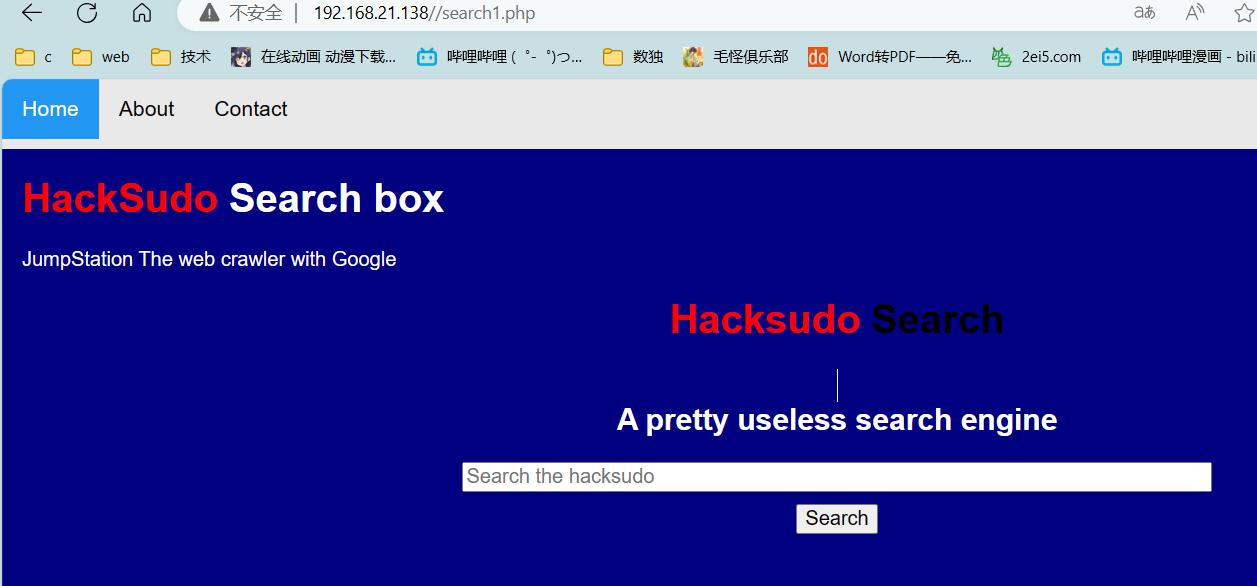 不安全 | 192.168.21.138//search1.php aあ A
c web 技术 在线动画 动漫下载... 哔哩哔哩 ( ゜- ゜)つ... 数独 毛怪俱乐部 do Word转PDF——免... 2ei5.com 哔哩哔哩漫画 - bili
Home About Contact
HackSudo Search box
JumpStation The web crawler with Google
Hacksudo Search
A pretty useless search engine
Search the hacksudo
Search